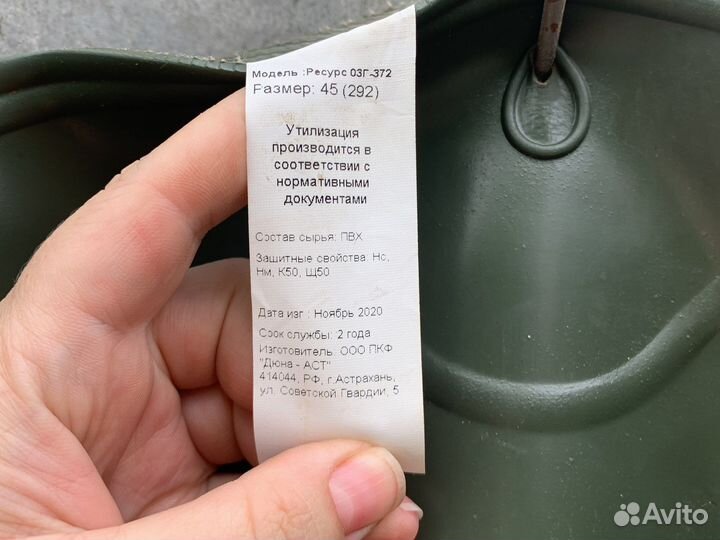 Модель :Ресурс 03Г-372
Размер: 45 (292)
Утилизация
производится в
соответствии с
нормативными
документами
Состав сырья: ПВХ
Защитные свойства: Нс,
Нм, К50, Щ50
Дата изг : Ноябрь 2020
Срок службы: 2 года
Изготовитель: ООО ПКФ
"Дюна - АСТ"
414044, РФ, г.Астрахань,
ул. Советской Гвардии, 5
Avito